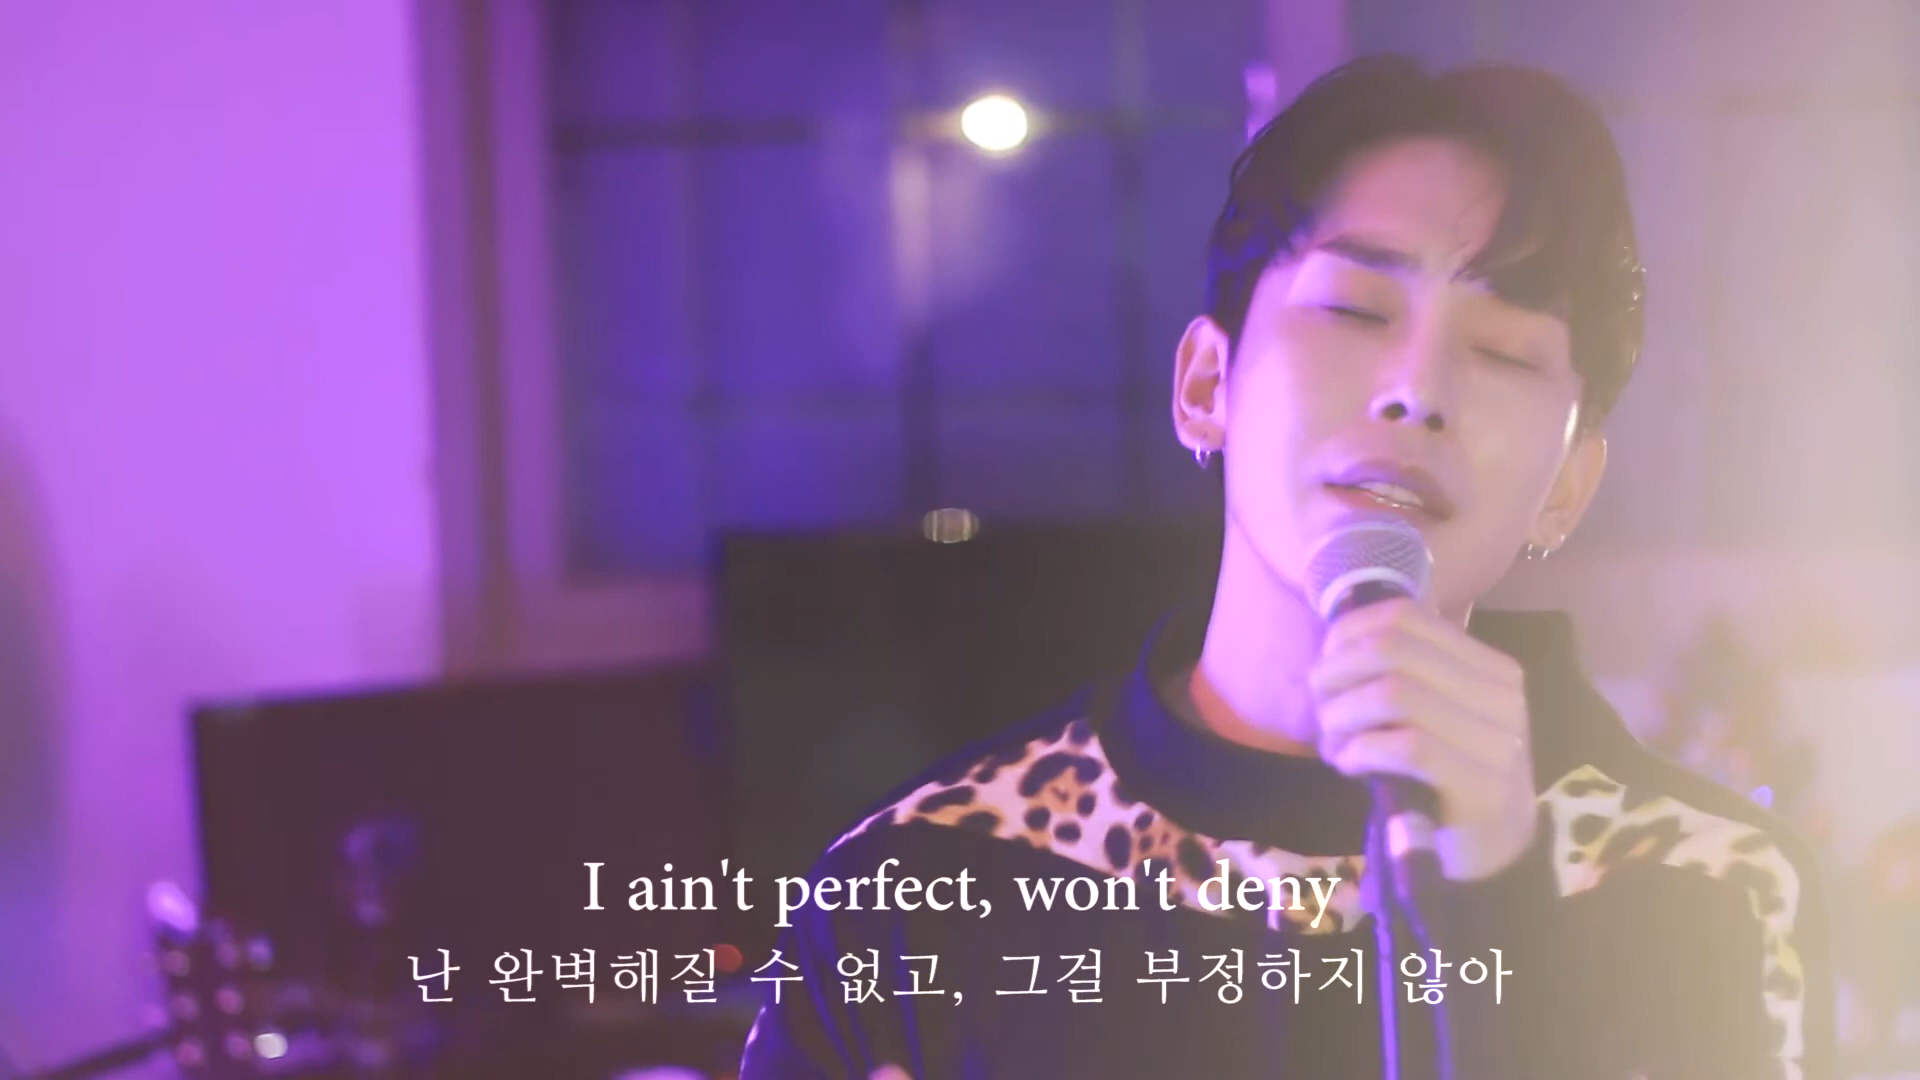 I ain't perfect, won't deny
난 완벽해질 수 없고, 그걸 부정하지 않아